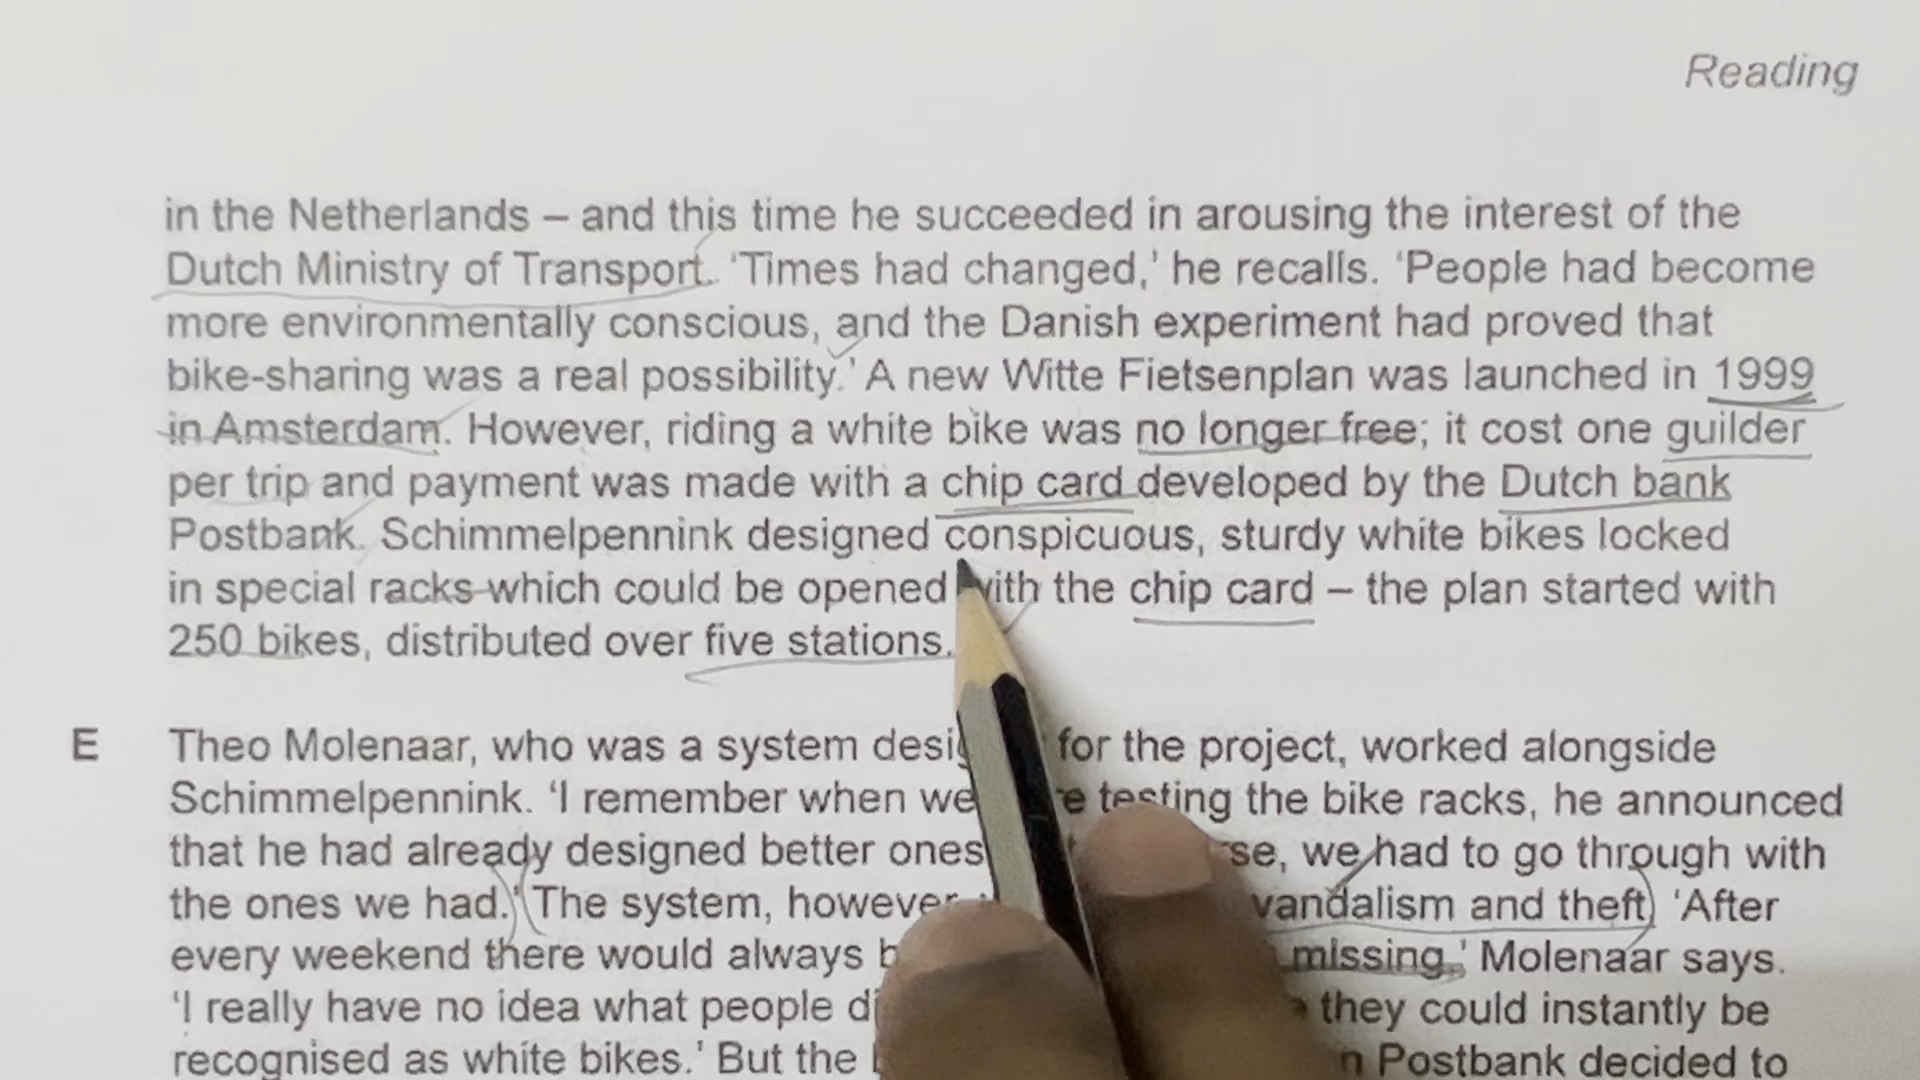 Reading
in the Netherlands – and this time he succeeded in arousing the interest of the
Dutch Ministry of Transport. 'Times had changed,' he recalls. 'People had become
more environmentally conscious, and the Danish experiment had proved that
bike-sharing was a real possibility.' A new Witte Fietsenplan was launched in 1999
in Amsterdam. However, riding a white bike was no longer free; it cost one guilder
per trip and payment was made with a chip card developed by the Dutch bank
Postbank. Schimmelpennink designed conspicuous, sturdy white bikes locked
in special racks which could be opened with the chip card – the plan started with
250 bikes, distributed over five stations.
E Theo Molenaar, who was a system for the project, worked alongside
Schimmelpennink. 'I remember when we testing the bike racks, he announced
that he had already designed better ones we had to go through with
the ones we had.' The system, however vandalism and theft. 'After
every weekend there would always missing,' Molenaar says.
'I really have no idea what people they could instantly be
recognised as white bikes.' But the Postbank decided to